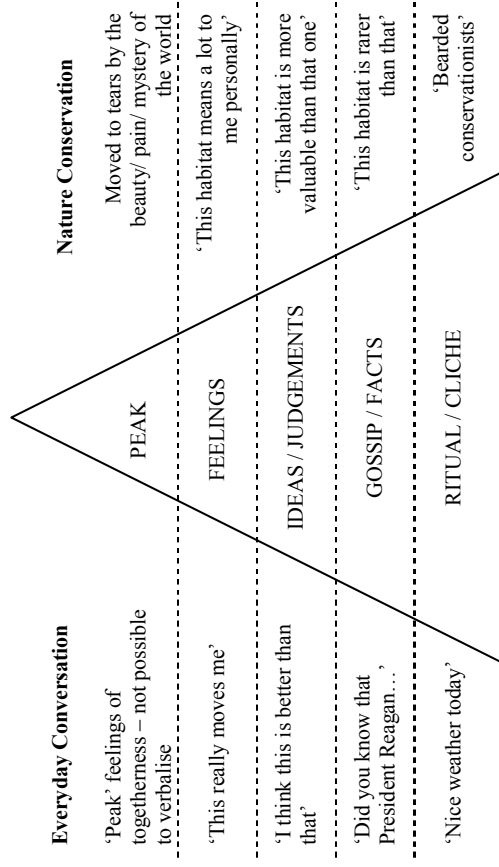 Everyday Conversation
Nature Conservation
‘Peak’ feelings of
togetherness – not possible
to verbalise
PEAK
Moved to tears by the
beauty/ pain/ mystery of
the world
‘This really moves me’
FEELINGS
‘This habitat means a lot to
me personally’
‘I think this is better than
that’
IDEAS / JUDGEMENTS
‘This habitat is more
valuable than that one’
‘Did you know that
President Reagan…’
GOSSIP / FACTS
‘This habitat is rarer
than that’
‘Nice weather today’
RITUAL / CLICHE
‘Bearded
conservationists’